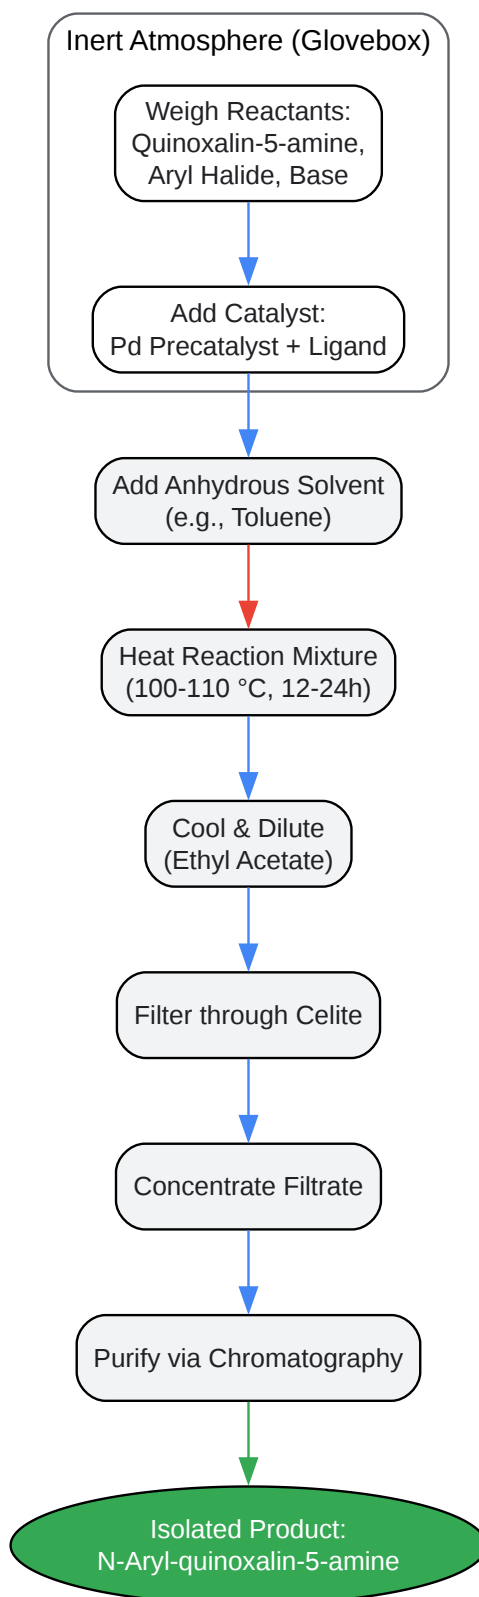 Inert Atmosphere (Glovebox)
Weigh Reactants:
Quinoxalin-5-amine,
Aryl Halide, Base
Add Catalyst:
Pd Precatalyst + Ligand
Add Anhydrous Solvent
(e.g., Toluene)
Heat Reaction Mixture
(100-110 °C, 12-24h)
Cool & Dilute
(Ethyl Acetate)
Filter through Celite
Concentrate Filtrate
Purify via Chromatography
Isolated Product:
N-Aryl-quinoxalin-5-amine